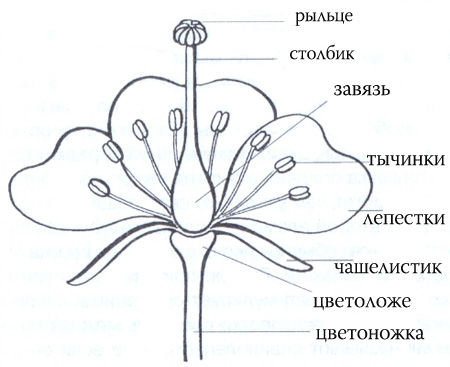 рыльце
столбик
завязь
тычинки
лепестки
чашелистик
цветоложе
цветоножка